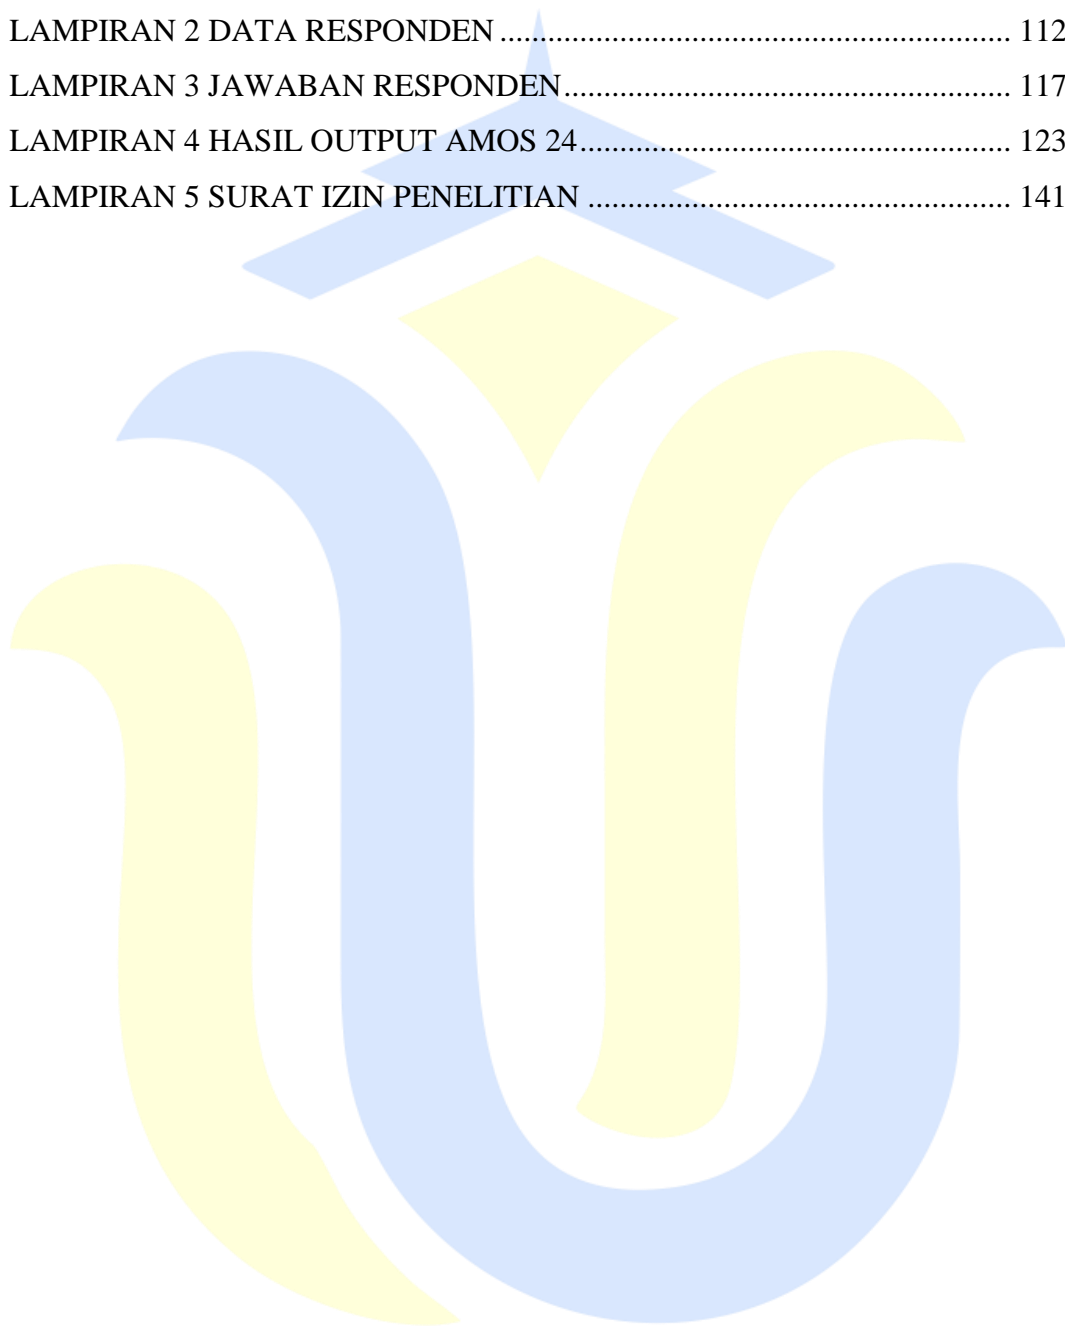 LAMPIRAN 2 DATA RESPONDEN ................................................................ 112
LAMPIRAN 3 JAWABAN RESPONDEN........................................................ 117
LAMPIRAN 4 HASIL OUTPUT AMOS 24...................................................... 123
LAMPIRAN 5 SURAT IZIN PENELITIAN ..................................................... 141